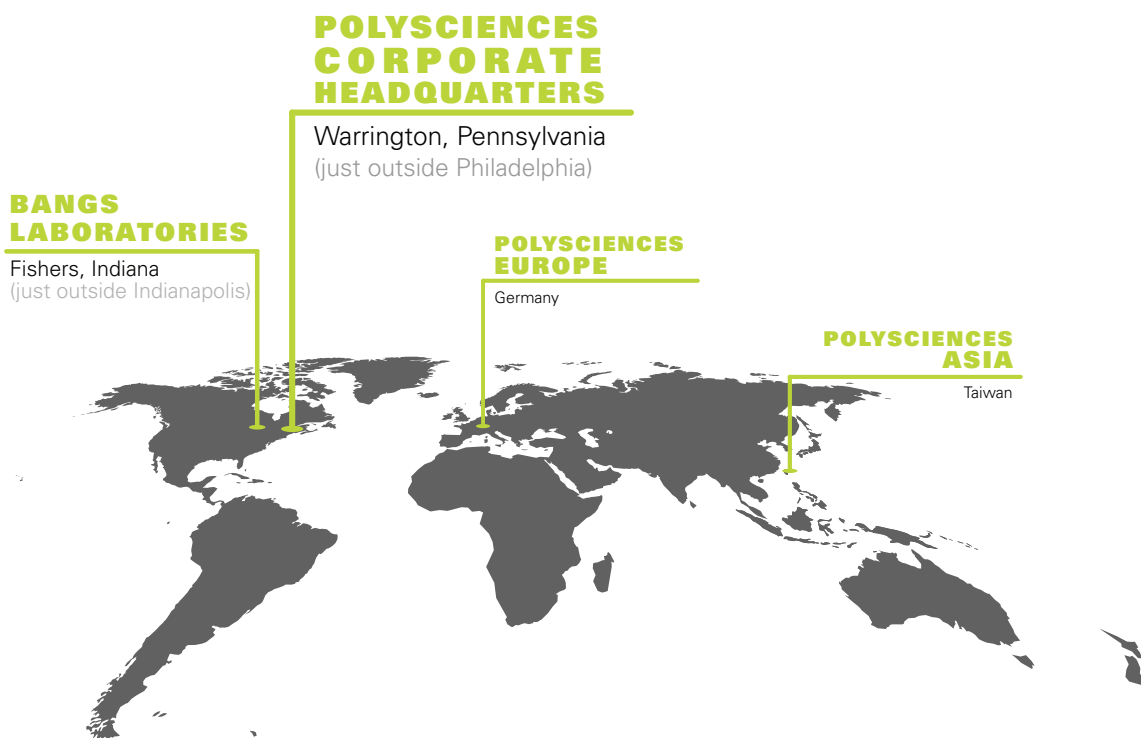 POLYSCIENCES
CORPORATE
HEADQUARTERS
Warrington, Pennsylvania
(just outside Philadelphia)
BANGS
LABORATORIES
Fishers, Indiana
(just outside Indianapolis)
POLYSCIENCES
EUROPE
Germany
POLYSCIENCES
ASIA
Taiwan